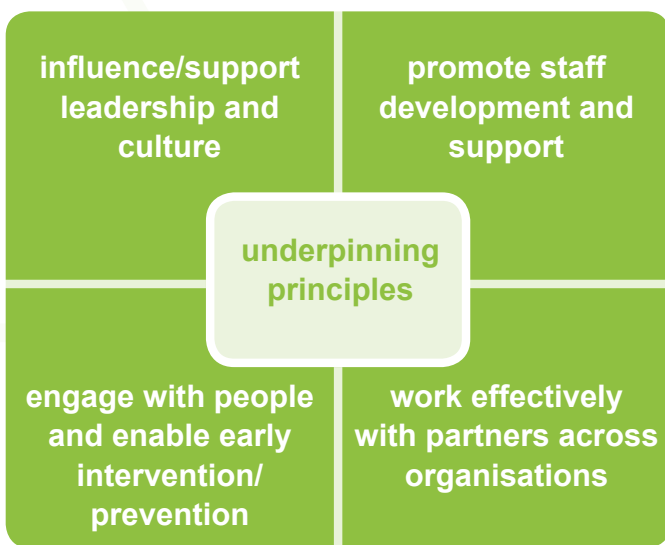 influence/support
leadership and
culture
promote staff
development and
support
underpinning
principles
engage with people
and enable early
intervention/
prevention
work effectively
with partners across
organisations